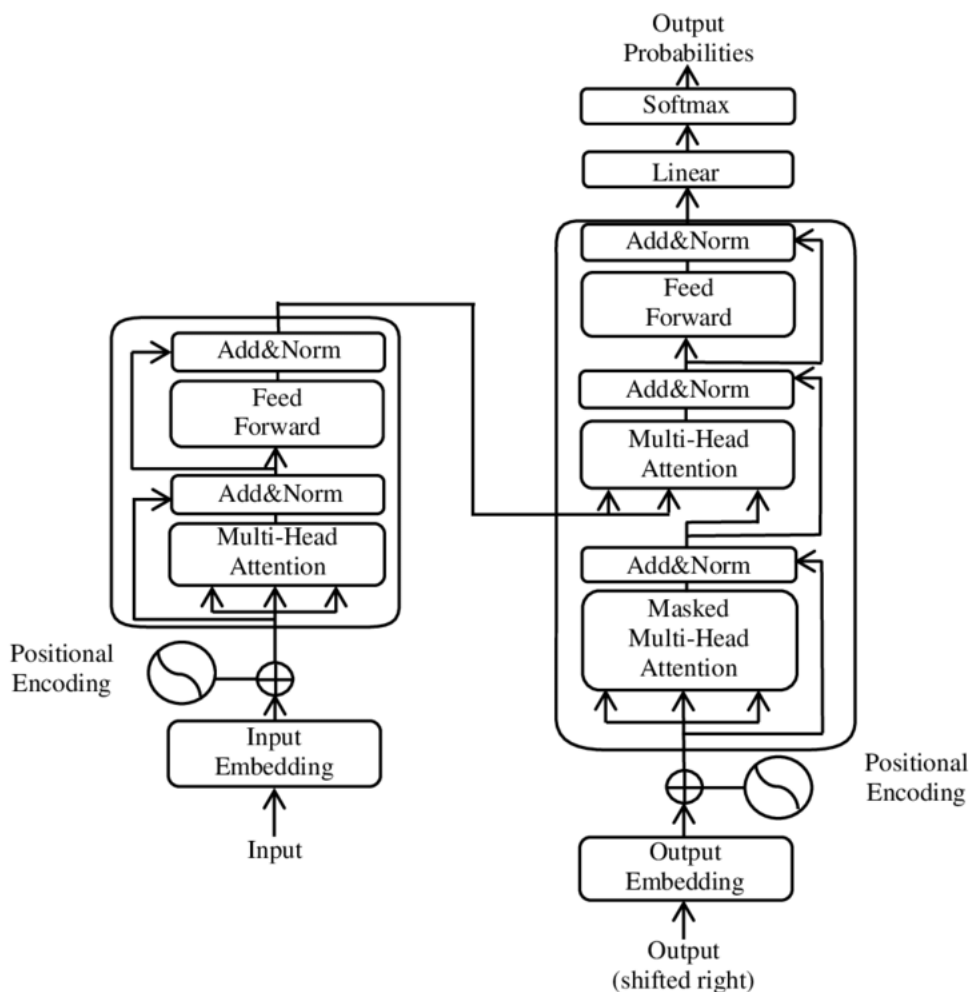 Output
Probabilities
Softmax
Linear
Add&Norm
Feed
Forward
Add&Norm
Multi-Head
Attention
Add&Norm
Masked
Multi-Head
Attention
Positional
Encoding
Output
Embedding
Output
(shifted right)
Add&Norm
Feed
Forward
Add&Norm
Multi-Head
Attention
Positional
Encoding
Input
Embedding
Input